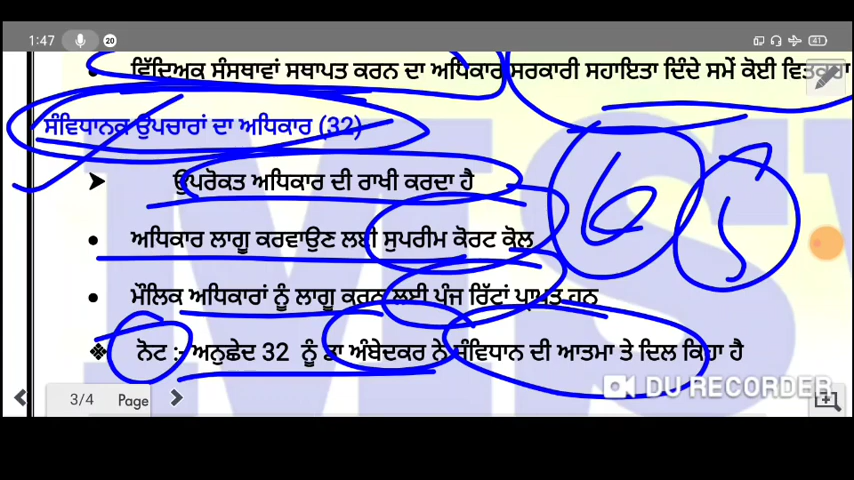 1:47 20 41
• ਵਿੱਦਿਅਕ ਸੰਸਥਾਵਾਂ ਸਥਾਪਤ ਕਰਨ ਦਾ ਅਧਿਕਾਰ ਸਰਕਾਰੀ ਸਹਾਇਤਾ ਦਿੰਦੇ ਸਮੇਂ ਕੋਈ
ਸੰਵਿਧਾਨਕ ਉਪਚਾਰਾਂ ਦਾ ਅਧਿਕਾਰ (32)
➤ ਉਪਰੋਕਤ ਅਧਿਕਾਰ ਦੀ ਰਾਖੀ ਕਰਦਾ ਹੈ
• ਅਧਿਕਾਰ ਲਾਗੂ ਕਰਵਾਉਣ ਲਈ ਸੁਪਰੀਮ ਕੋਰਟ ਕੋਲ
• ਮੌਲਿਕ ਅਧਿਕਾਰਾਂ ਨੂੰ ਲਾਗੂ ਕਰਨ ਲਈ ਪੰਜ ਰਿੱਟਾਂ ਪ੍ਰਾਪਤ ਹਨ
❖ ਨੋਟ :- ਅਨੁਛੇਦ 32 ਨੂੰ ਡਾ ਅੰਬੇਦਕਰ ਨੇ ਸੰਵਿਧਾਨ ਦੀ ਆਤਮਾ ਤੇ ਦਿਲ ਕਿਹਾ ਹੈ
DU RECORDER
3/4 Page